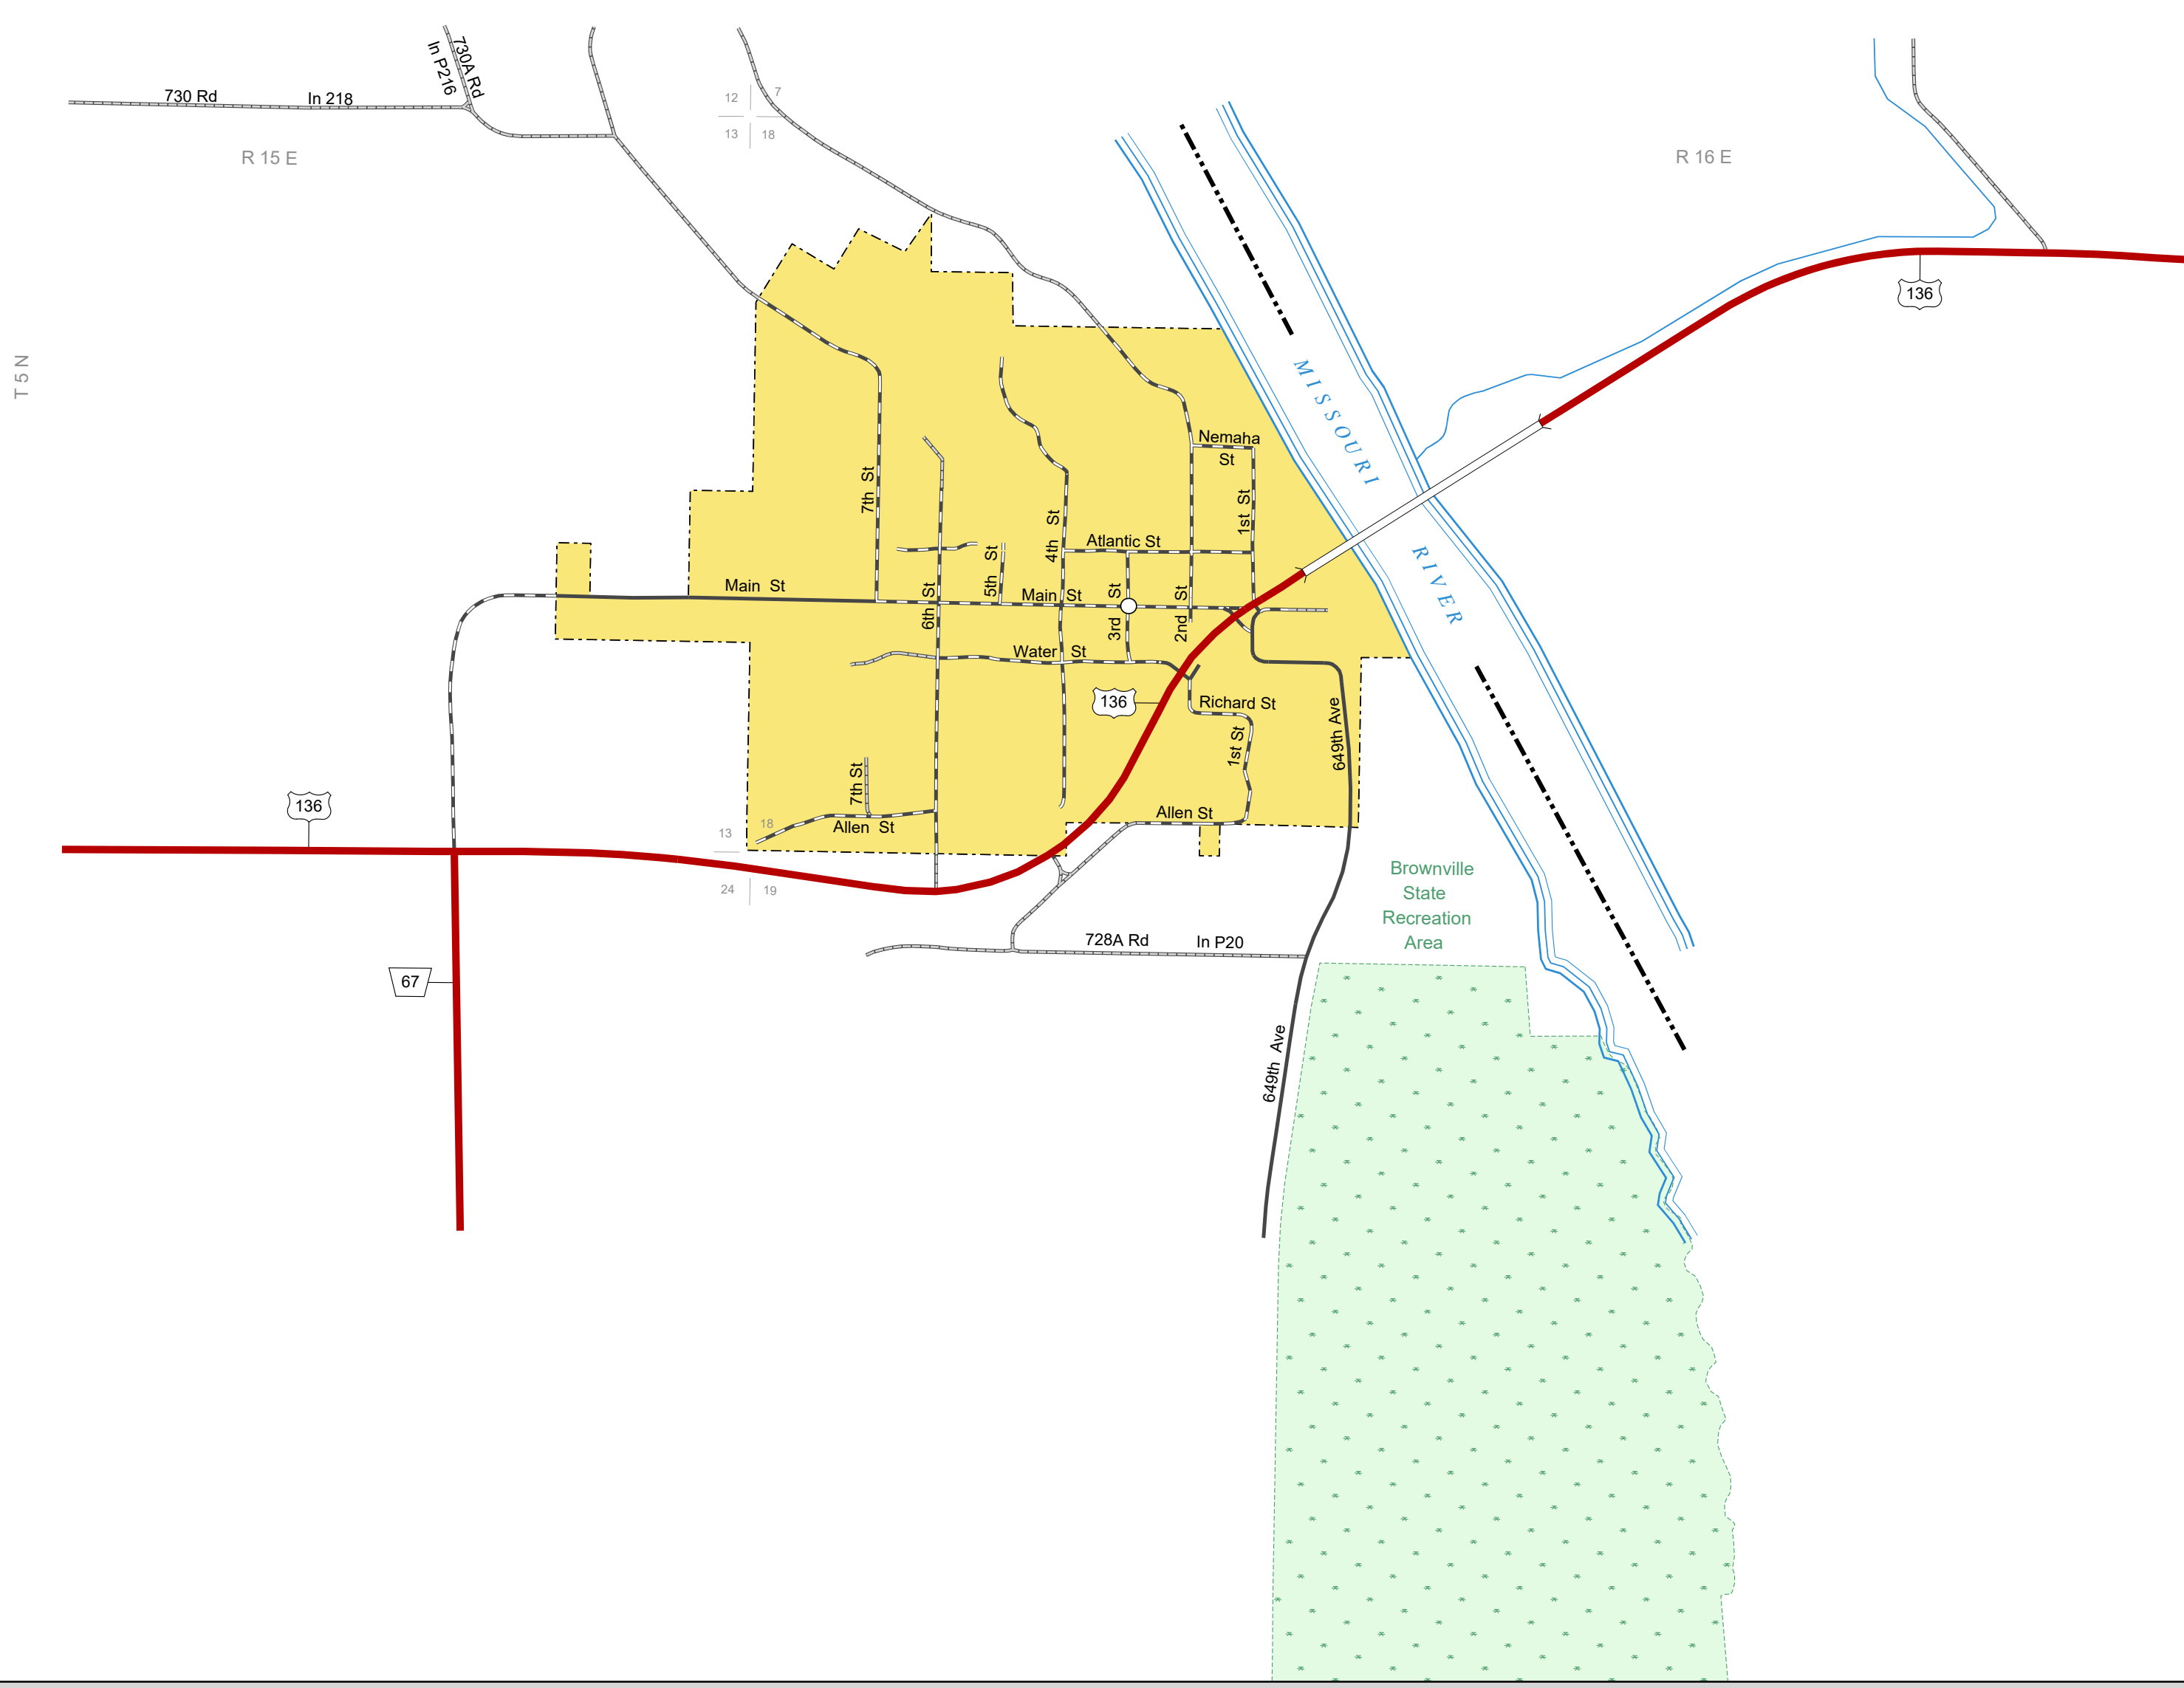 730A Rd
In P216
730 Rd
In 218
12
7
13
18
R 15 E
R 16 E
T 5 N
136
MISSOURI
RIVER
Nemaha
St
7th St
1st St
4th St
Atlantic St
5th St
Main St
6th St
Main St
3rd St
2nd St
Water St
136
Richard St
1st St
649th Ave
7th St
136
Allen St
Allen St
13
18
24
19
Brownville
State
Recreation
Area
728A Rd
In P20
67
649th Ave